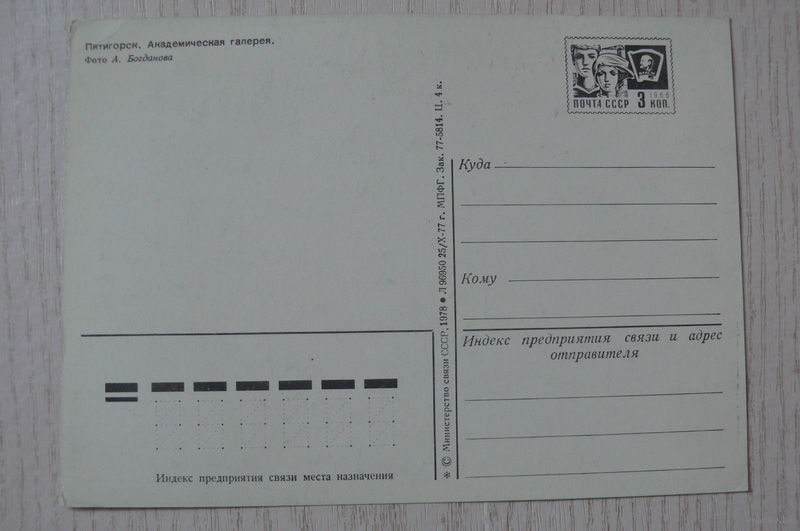 Пятигорск. Академическая галерея.
Фото А. Богданова
1966
ПОЧТА СССР 3 КОП.
✳ © Министерство связи СССР, 1978 ● Л 96950 25/X-77 г. МПФГ. Зак. 77-5814. Ц. 4 к.
Куда
Кому
Индекс предприятия связи и адрес
отправителя
Индекс предприятия связи места назначения